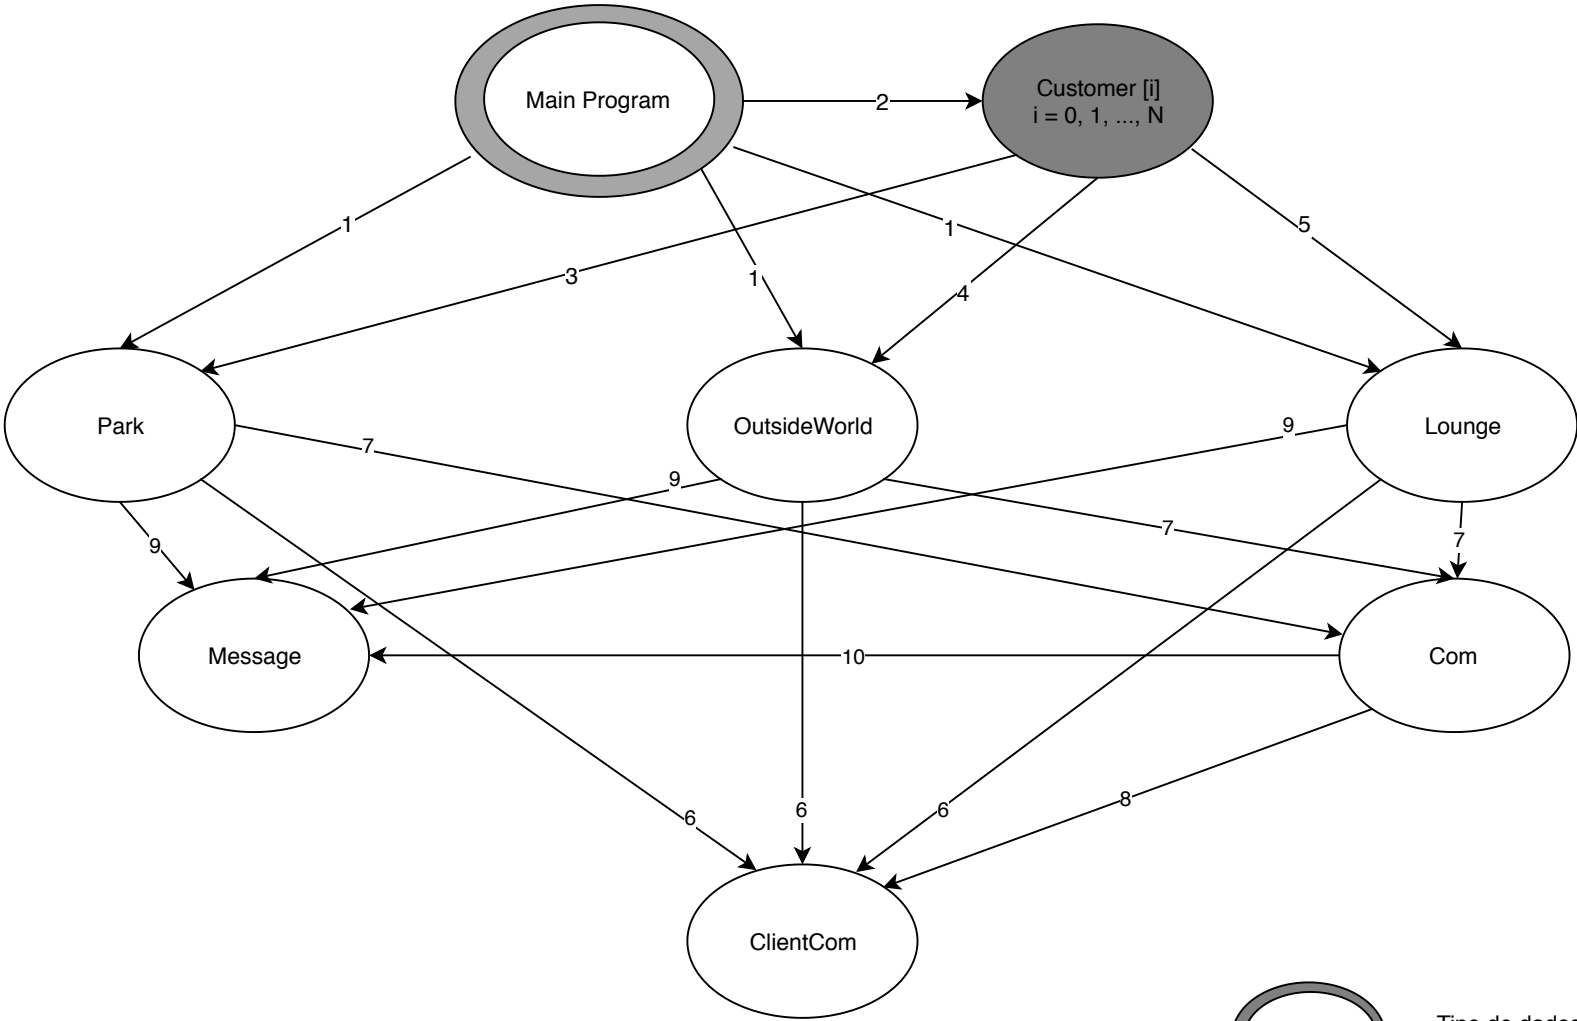 Main Program
Customer [i]
i = 0, 1, ..., N
2
1
3
1
1
4
5
Park
OutsideWorld
Lounge
7
9
9
9
7
7
Message
10
Com
6
6
6
8
ClientCom